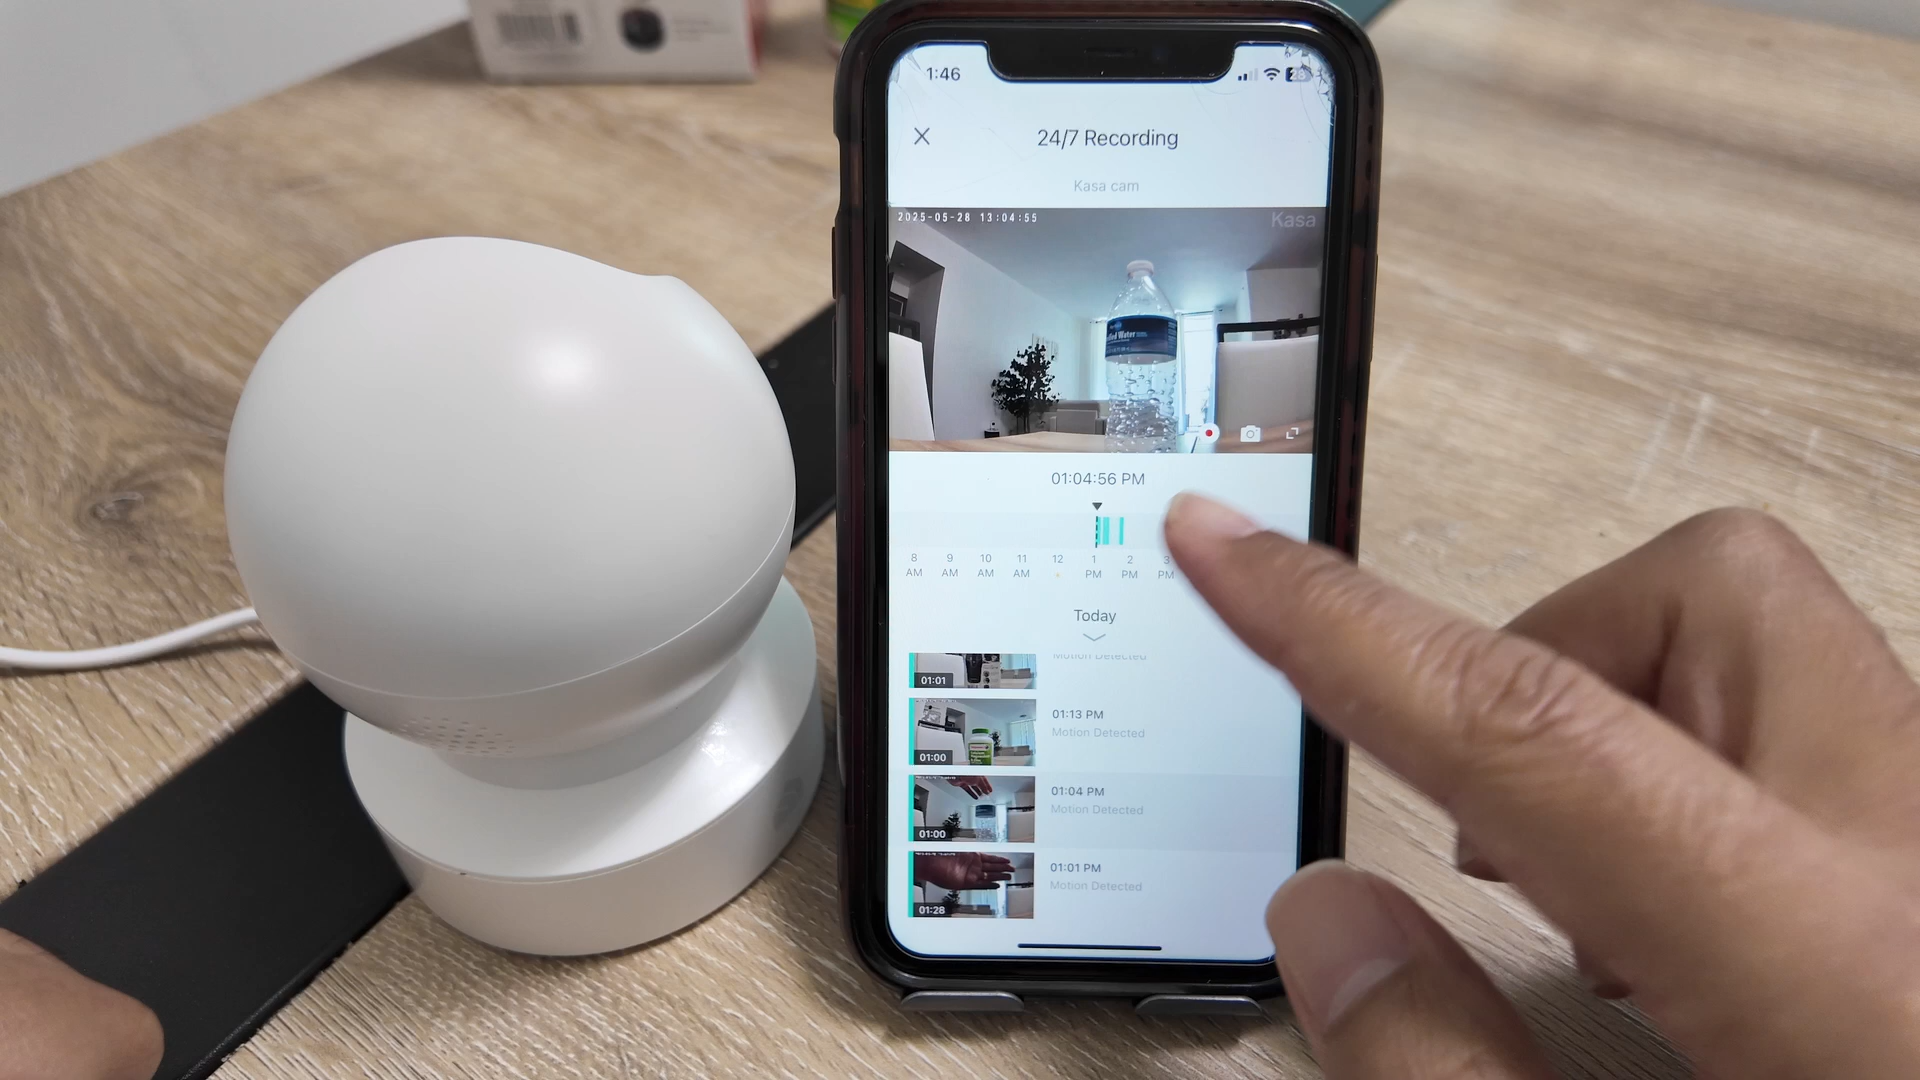 1:46
24/7 Recording
Kasa cam
2025-05-28 13:04:55
Kasa
Water
01:04:56 PM
8 AM 9 AM 10 AM 11 AM 12 1 PM 2 PM 3 PM
Today
Motion Detected
01:01
01:13 PM
Motion Detected
01:00
01:04 PM
Motion Detected
01:00
01:01 PM
Motion Detected
01:28